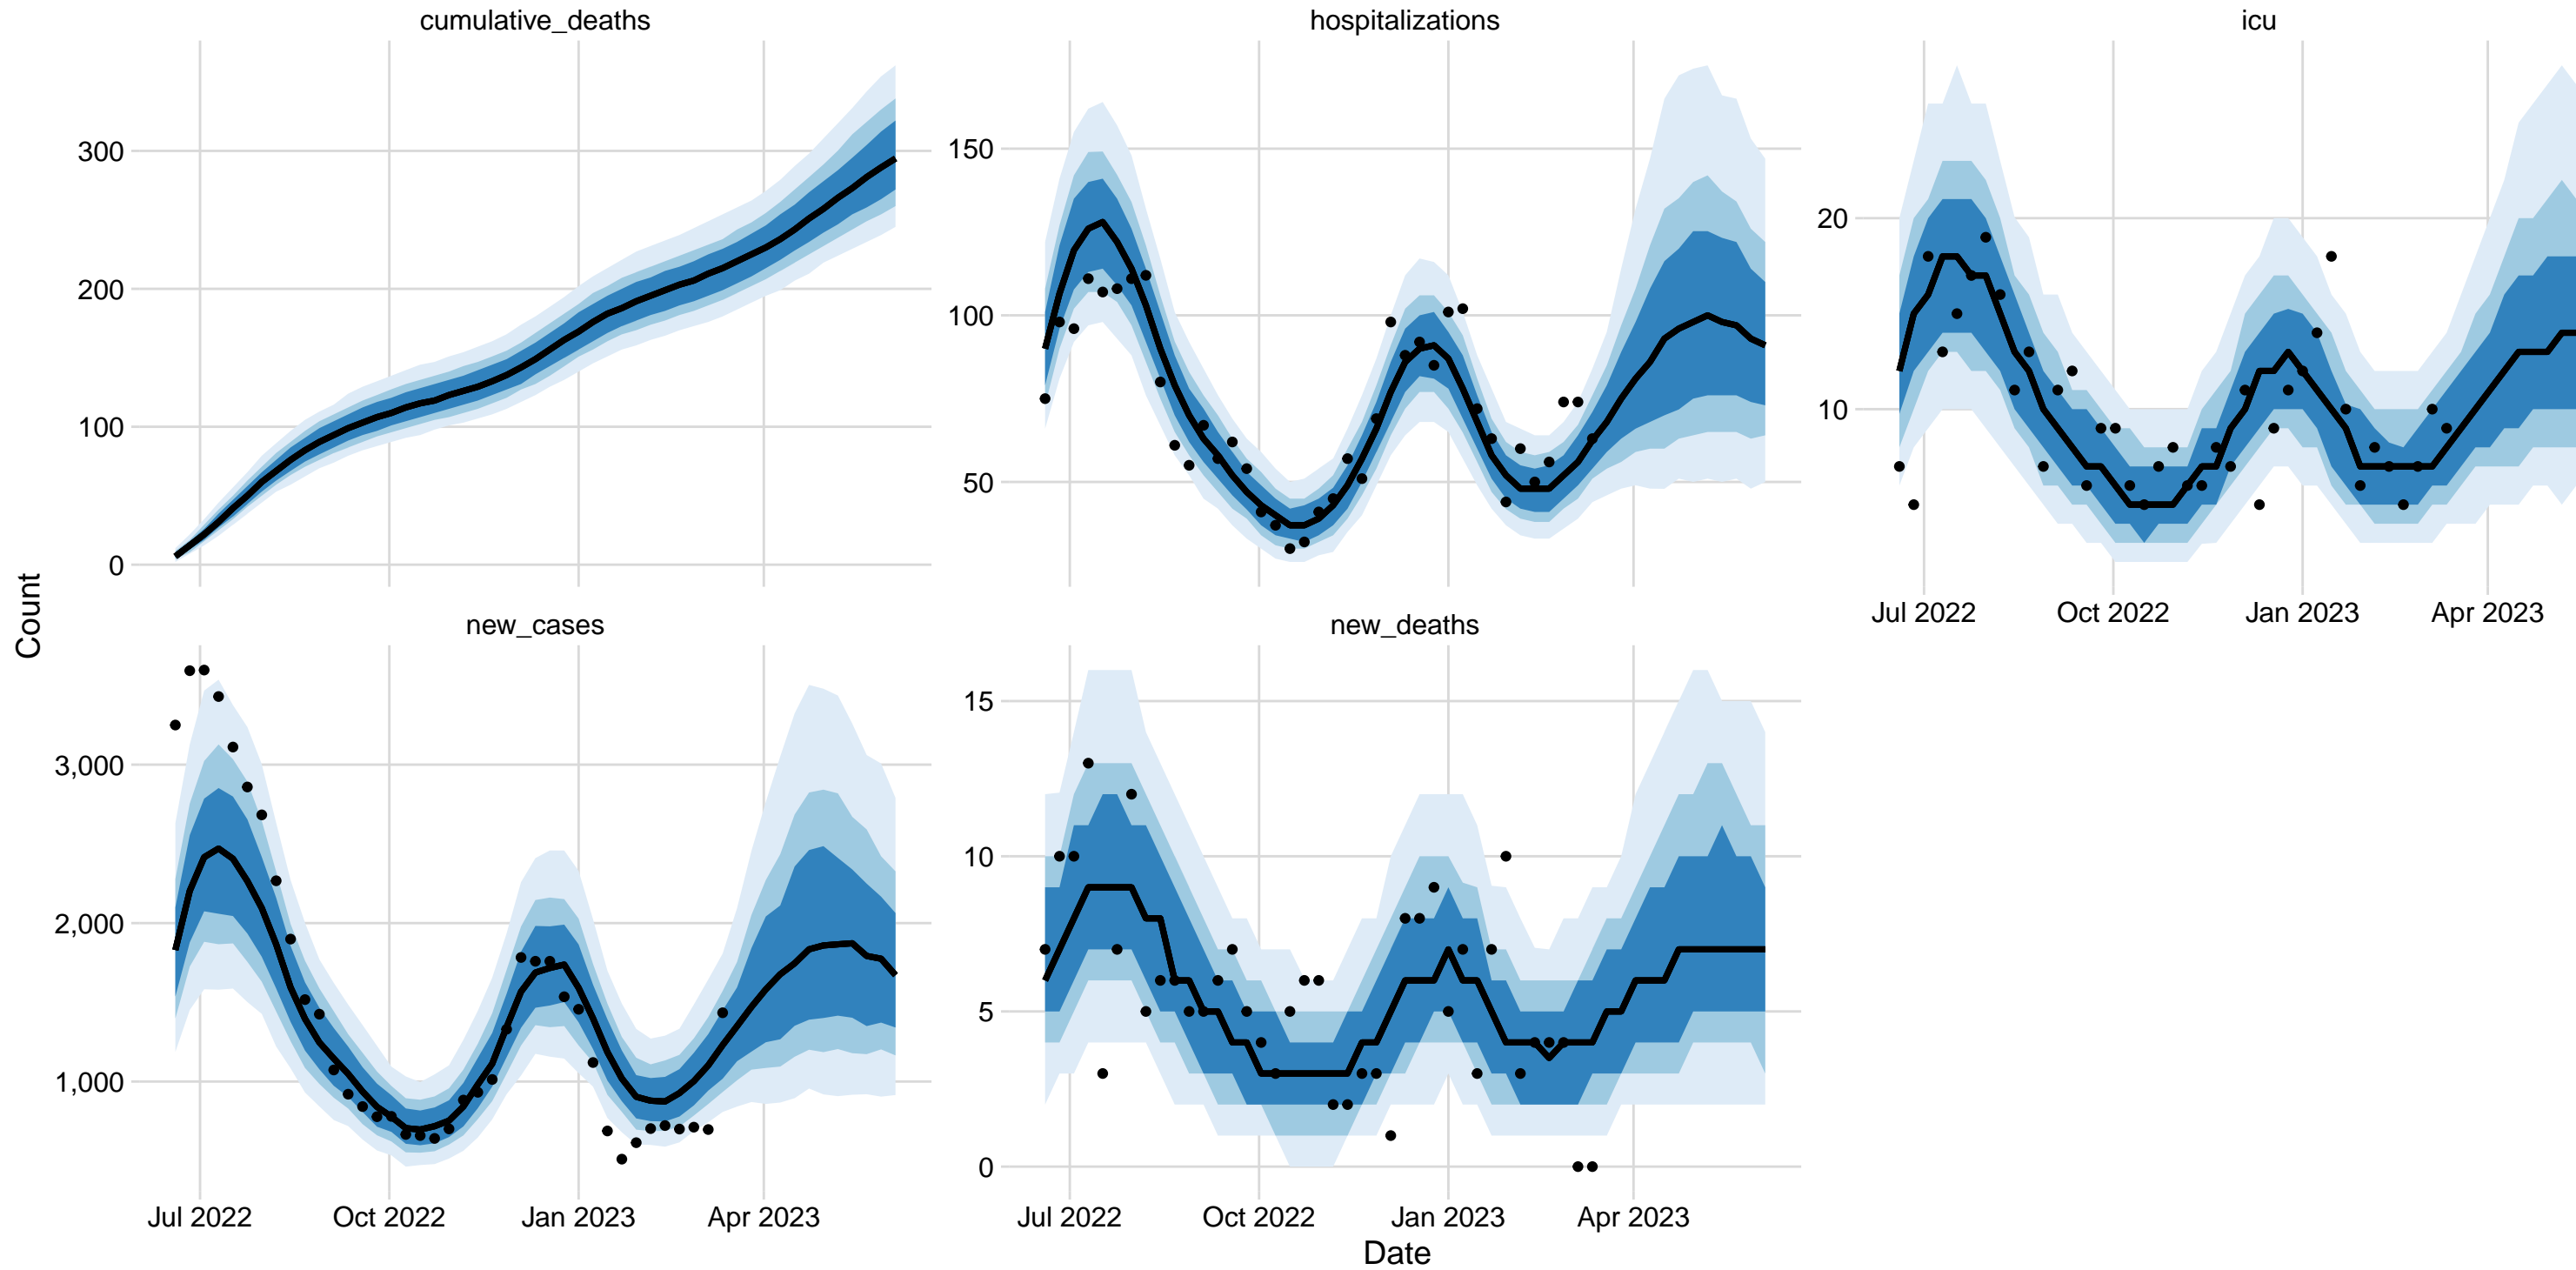 cumulative_deaths
hospitalizations
icu
300
200
100
0
150
100
50
20
10
Jul 2022
Oct 2022
Jan 2023
Apr 2023
Count
new_cases
new_deaths
3,000
2,000
1,000
15
10
5
0
Jul 2022
Oct 2022
Jan 2023
Apr 2023
Jul 2022
Oct 2022
Jan 2023
Apr 2023
Date